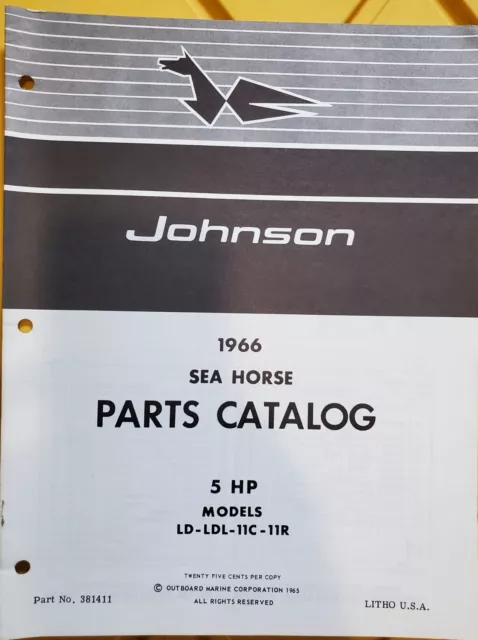 Johnson
1966
SEA HORSE
PARTS CATALOG
5 HP
MODELS
LD-LDL-11C-11R
TWENTY FIVE CENTS PER COPY
© OUTBOARD MARINE CORPORATION 1965
ALL RIGHTS RESERVED
Part No. 381411
LITHO U.S.A.